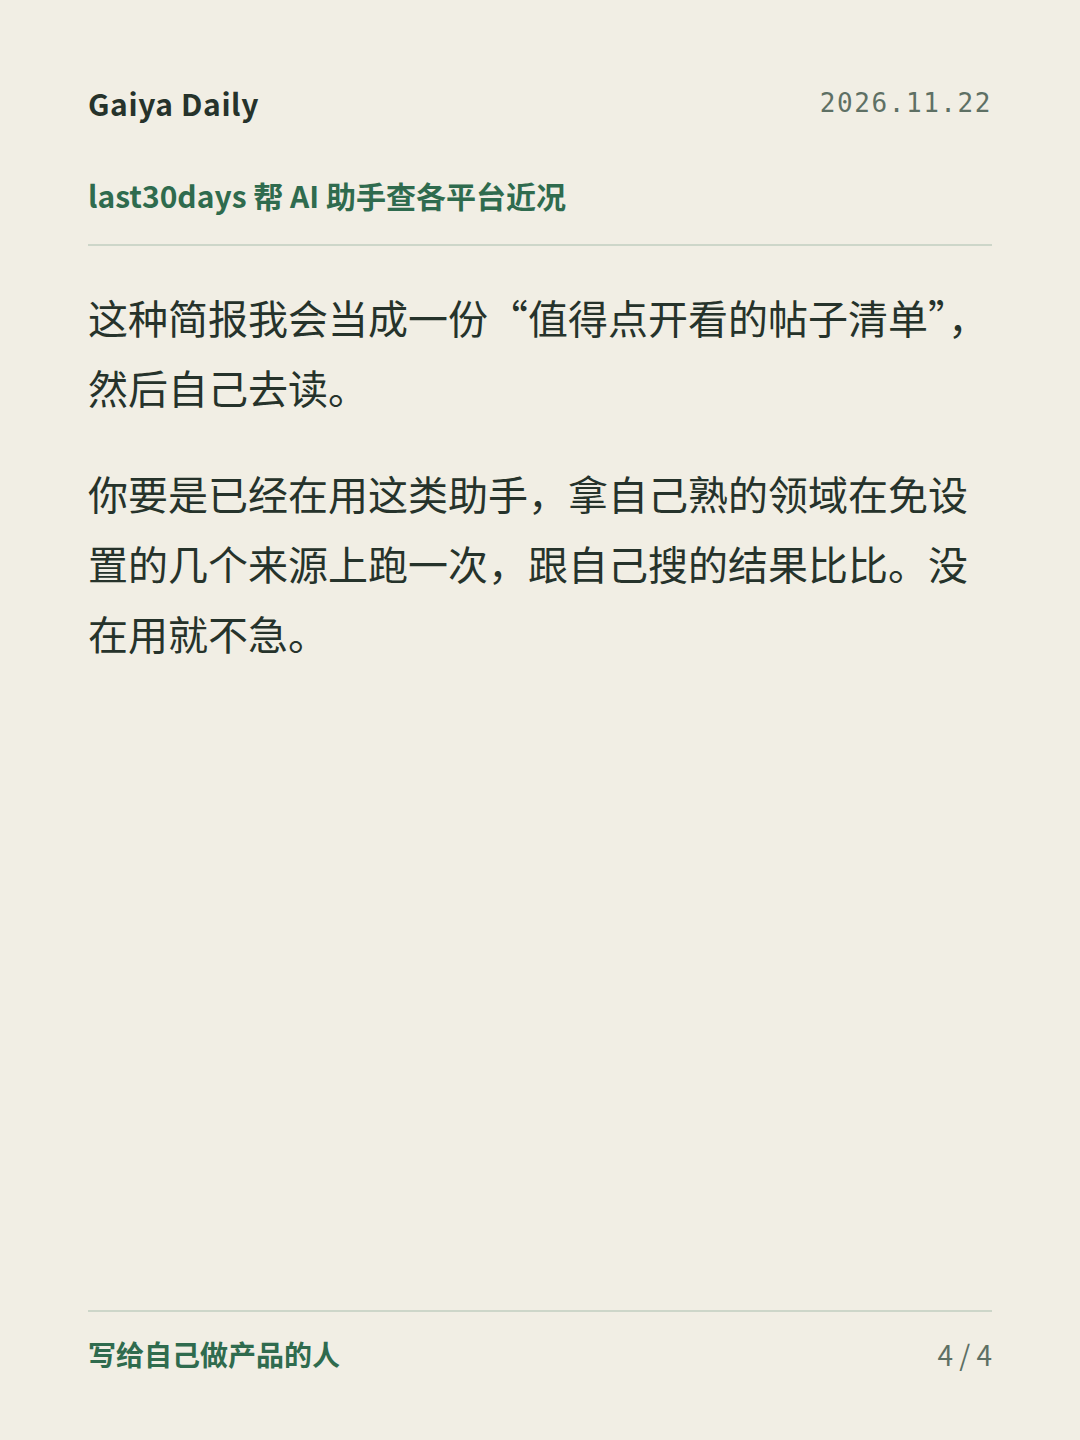 Gaiya Daily
2026.11.22
last30days 帮 AI 助手查各平台近况
这种简报我会当成一份“值得点开看的帖子清单”，
然后自己去读。
你要是已经在用这类助手，拿自己熟的领域在免设
置的几个来源上跑一次，跟自己搜的结果比比。没
在用就不急。
写给自己做产品的人
4 / 4